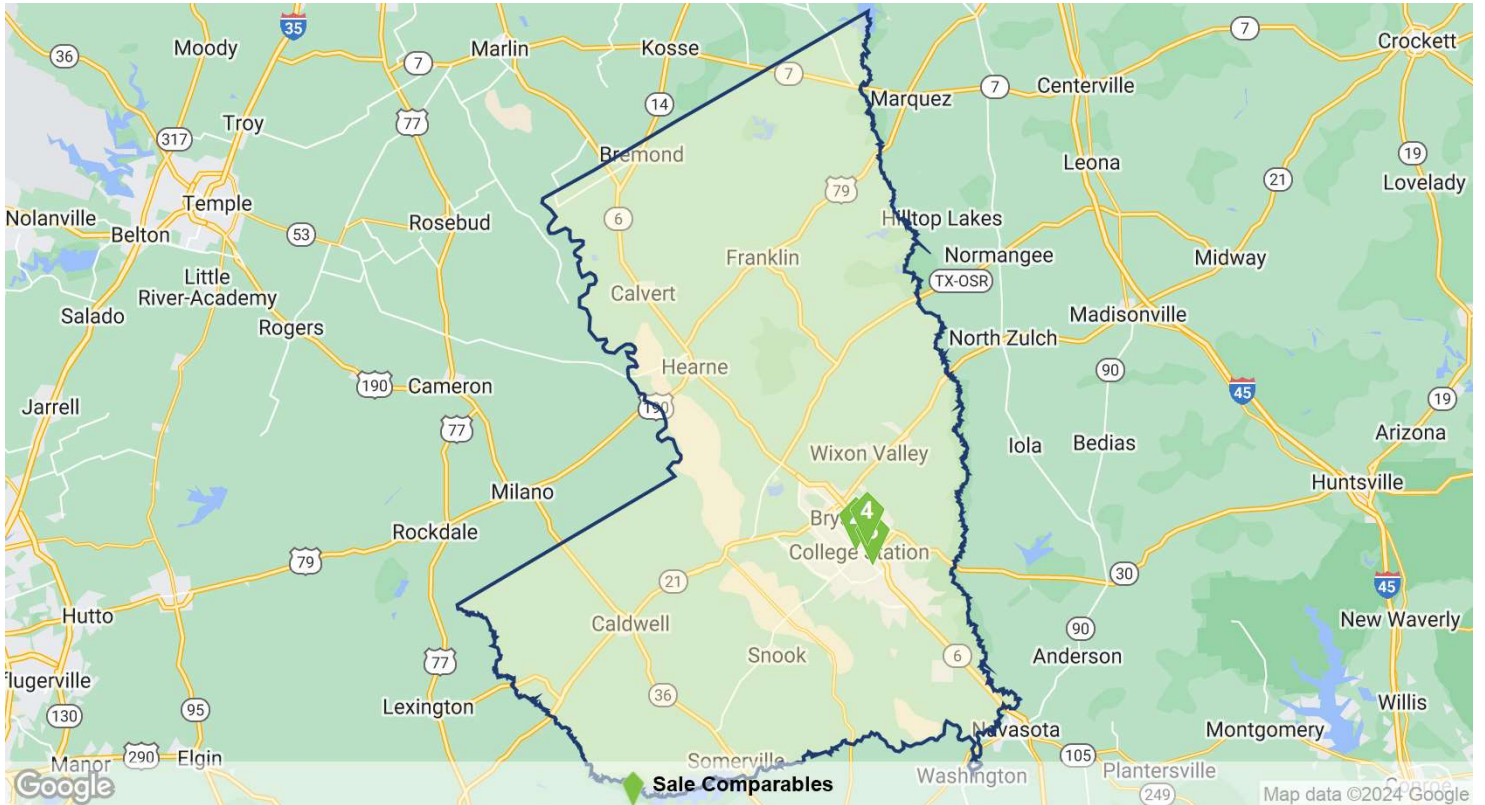 35
7
Moody
Marlin
Kosse
Crockett
36
7
7
Marquez
7
Centerville
14
77
Troy
317
19
Bremond
Leona
21
79
Lovelady
Temple
Nolanville
Belton
53
Rosebud
6
Hilltop Lakes
Normangee
Midway
Franklin
Little
River-Academy
TX-OSR
Calvert
Salado
Rogers
Madisonville
North Zulch
Hearne
90
190
Cameron
45
19
Jarrell
190
77
Arizona
Iola
Bedias
Wixon Valley
Huntsville
Milano
4
Rockdale
College Station
79
30
21
45
Hutto
Caldwell
New Waverly
90
77
Snook
6
Anderson
flugerville
36
Lexington
Willis
95
130
Navasota
Montgomery
290
Elgin
Manor
Somerville
105
Washington
Plantersville
249
Conroe
Google
Sale Comparables
Map data ©2024 Google